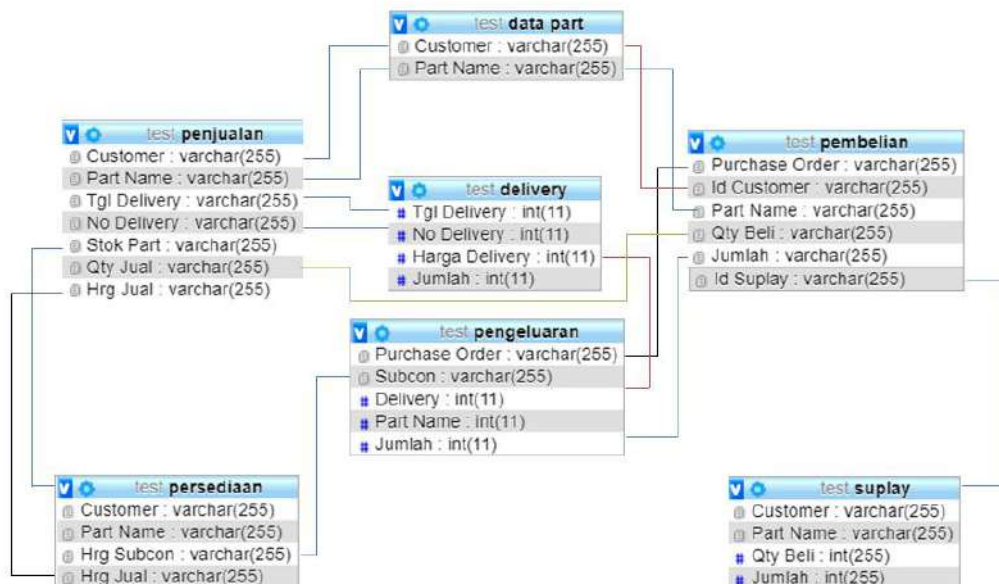 test data part
Customer : varchar(255)
Part Name : varchar(255)
test penjualan
Customer : varchar(255)
Part Name : varchar(255)
Tgl Delivery : varchar(255)
No Delivery : varchar(255)
Stok Part : varchar(255)
Qty Jual : varchar(255)
Hrg Jual : varchar(255)
test delivery
# Tgl Delivery : int(11)
# No Delivery : int(11)
# Harga Delivery : int(11)
# Jumlah : int(11)
test pembelian
Purchase Order : varchar(255)
Id Customer : varchar(255)
Part Name : varchar(255)
Qty Beli : varchar(255)
Jumlah : varchar(255)
Id Suplay : varchar(255)
test pengeluaran
Purchase Order : varchar(255)
Subcon : varchar(255)
# Delivery : int(11)
# Part Name : int(11)
# Jumlah : int(11)
test persediaan
Customer : varchar(255)
Part Name : varchar(255)
Hrg Subcon : varchar(255)
Hrg Jual : varchar(255)
test suplay
Customer : varchar(255)
Part Name : varchar(255)
# Qty Beli : int(255)
# Jumlah : int(255)